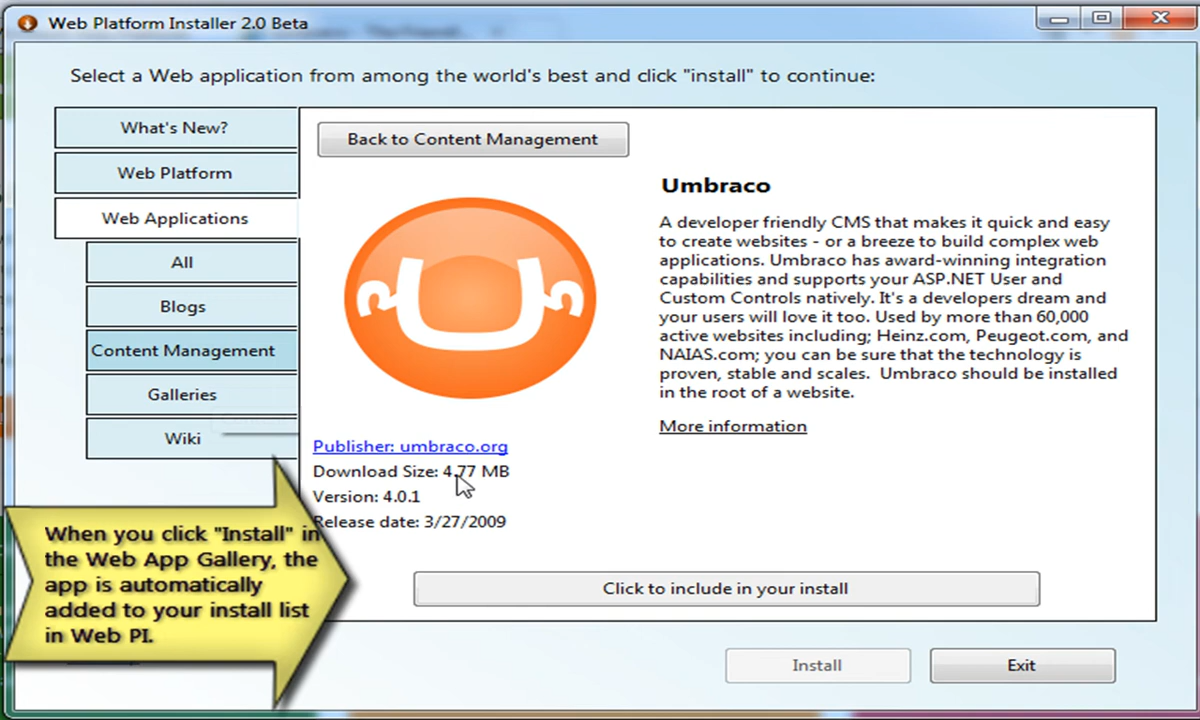 Web Platform Installer 2.0 Beta
Select a Web application from among the world's best and click "install" to continue:
What's New?
Web Platform
Web Applications
All
Blogs
Content Management
Galleries
Wiki
Back to Content Management
Umbraco
A developer friendly CMS that makes it quick and easy
to create websites - or a breeze to build complex web
applications. Umbraco has award-winning integration
capabilities and supports your ASP.NET User and
Custom Controls natively. It's a developers dream and
your users will love it too. Used by more than 60,000
active websites including; Heinz.com, Peugeot.com, and
NAIAS.com; you can be sure that the technology is
proven, stable and scales. Umbraco should be installed
in the root of a website.
More information
Publisher: umbraco.org
Download Size: 4.77 MB
Version: 4.0.1
Release date: 3/27/2009
When you click "Install" in
the Web App Gallery, the
app is automatically
added to your install list
in Web PI.
Click to include in your install
Install
Exit